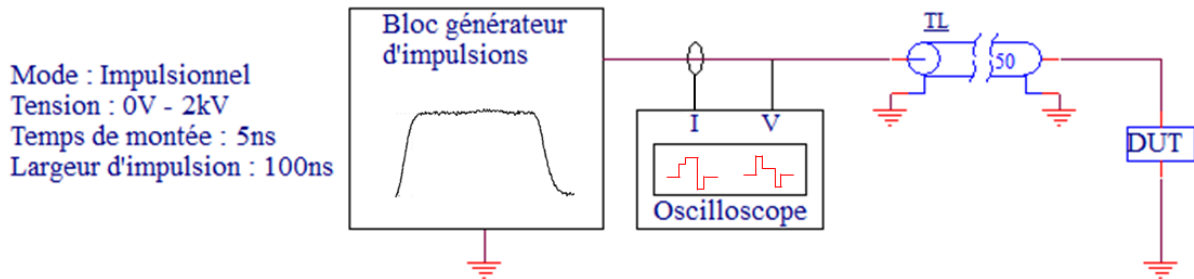 Bloc générateur
d'impulsions
Mode : Impulsionnel
Tension : 0V - 2kV
Temps de montée : 5ns
Largeur d'impulsion : 100ns
I V
Oscilloscope
TL
50
DUT